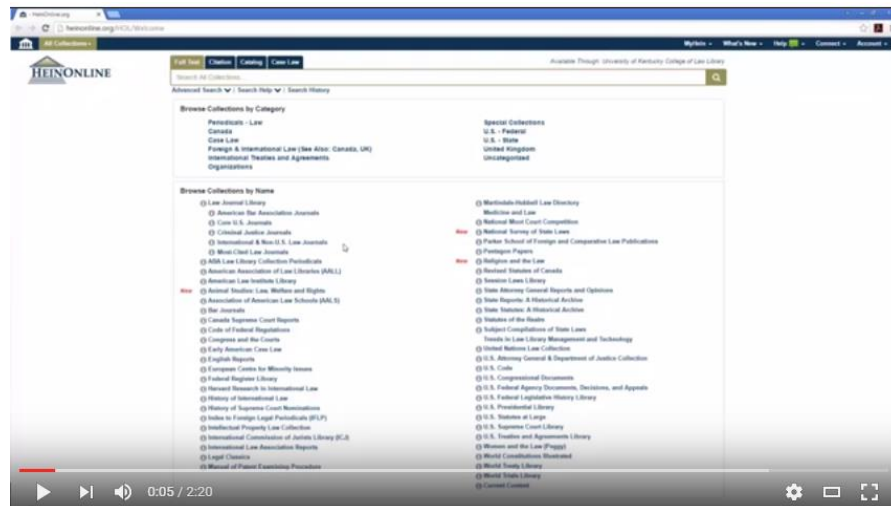 HeinOnline.org
heinonline.org/HOL/Welcome
All Collections
MyHein What's New Help Connect Account
HEINONLINE
Full Text Citation Catalog Case Law
Available Through: University of Kentucky College of Law Library
Search All Collections...
Advanced Search | Search Help | Search History
Browse Collections by Category
Periodicals - Law
Canada
Case Law
Foreign & International Law (See Also: Canada, UK)
International Treaties and Agreements
Organizations
Special Collections
U.S. - Federal
U.S. - State
United Kingdom
Uncategorized
Browse Collections by Name
Law Journal Library
American Bar Association Journals
Core U.S. Journals
Criminal Justice Journals
International & Non-U.S. Law Journals
Most-Cited Law Journals
ABA Law Library Collection Periodicals
American Association of Law Libraries (AALL)
American Law Institute Library
New Animal Studies: Law, Welfare and Rights
Association of American Law Schools (AALS)
Bar Journals
Canada Supreme Court Reports
Code of Federal Regulations
Congress and the Courts
Early American Case Law
English Reports
European Centre for Minority Issues
Federal Register Library
Harvard Research in International Law
History of International Law
History of Supreme Court Nominations
Index to Foreign Legal Periodicals (IFLP)
Intellectual Property Law Collection
International Commission of Jurists Library (ICJ)
International Law Association Reports
Legal Classics
Manual of Patent Examining Procedure
Martindale-Hubbell Law Directory
Medicine and Law
National Moot Court Competition
New National Survey of State Laws
Parker School of Foreign and Comparative Law Publications
Pentagon Papers
New Religion and the Law
Revised Statutes of Canada
Session Laws Library
State Attorney General Reports and Opinions
State Reports: A Historical Archive
State Statutes: A Historical Archive
Statutes of the Realm
Subject Compilations of State Laws
Trends in Law Library Management and Technology
United Nations Law Collection
U.S. Attorney General & Department of Justice Collection
U.S. Code
U.S. Congressional Documents
U.S. Federal Agency Documents, Decisions, and Appeals
U.S. Federal Legislative History Library
U.S. Presidential Library
U.S. Statutes at Large
U.S. Supreme Court Library
U.S. Treaties and Agreements Library
Women and the Law (Peggy)
World Constitutions Illustrated
World Treaty Library
World Trials Library
Current Content
0:05 / 2:20